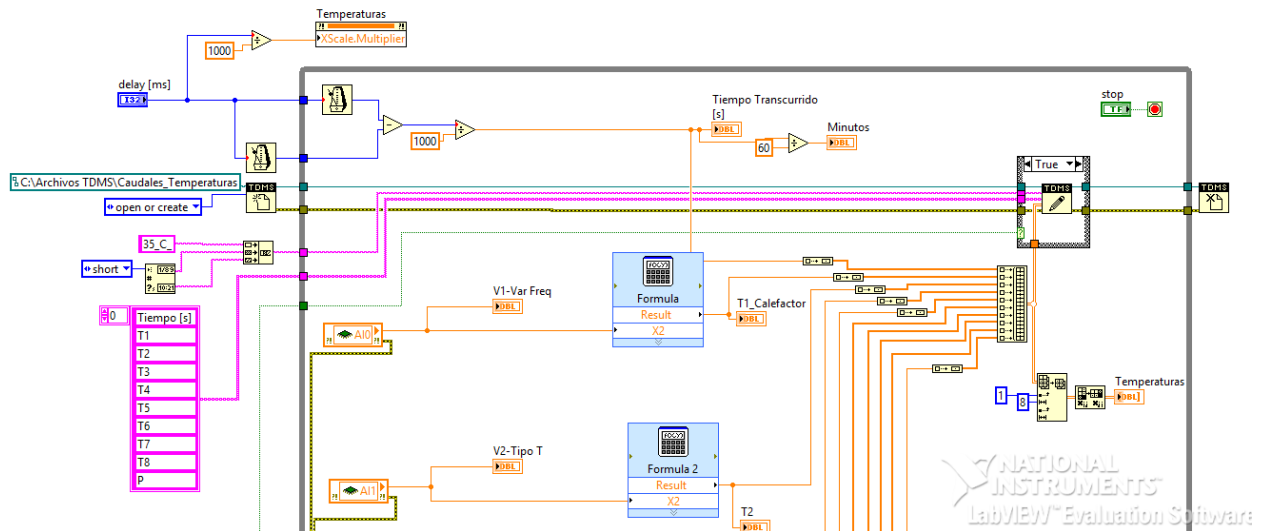 Temperaturas
XScale.Multiplier
1000
delay [ms]
I32
Tiempo Transcurrido
[s]
DBL
1000
60
Minutos
DBL
stop
TF
True
C:\Archivos TDMS\Caudales_Temperaturas
TDMS
TDMS
TDMS
open or create
35_C_
short
0
Tiempo [s]
T1
T2
T3
T4
T5
T6
T7
T8
P
V1-Var Freq
DBL
AI0
Formula
Result
X2
T1_Calefactor
DBL
1
8
Temperaturas
DBL
V2-Tipo T
DBL
AI1
Formula 2
Result
X2
T2
DBL
NATIONAL
INSTRUMENTS
LabVIEW™ Evaluation Software